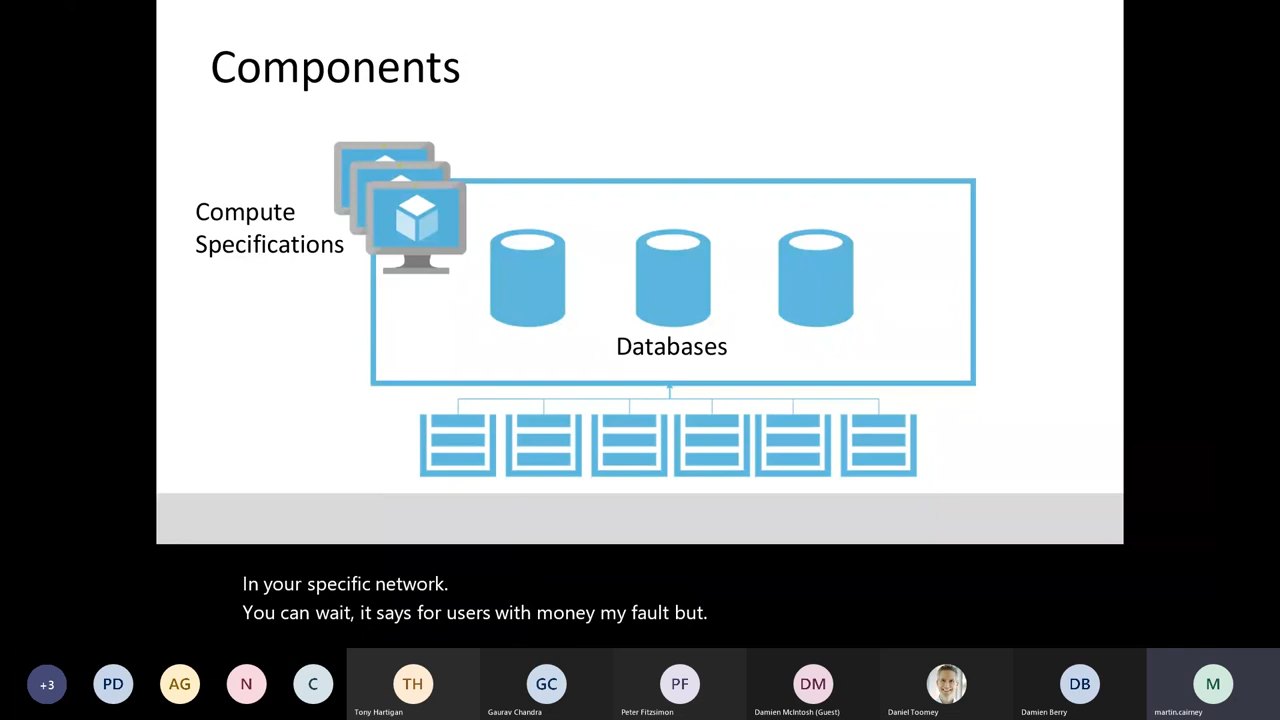 Components
Compute
Specifications
Databases
In your specific network.
You can wait, it says for users with money my fault but.
+3
PD
AG
N
C
TH
GC
PF
DM
DB
M
Tony Hartigan
Gaurav Chandra
Peter Fitzsimon
Damien McIntosh (Guest)
Daniel Toomey
Damien Berry
martin.cairney